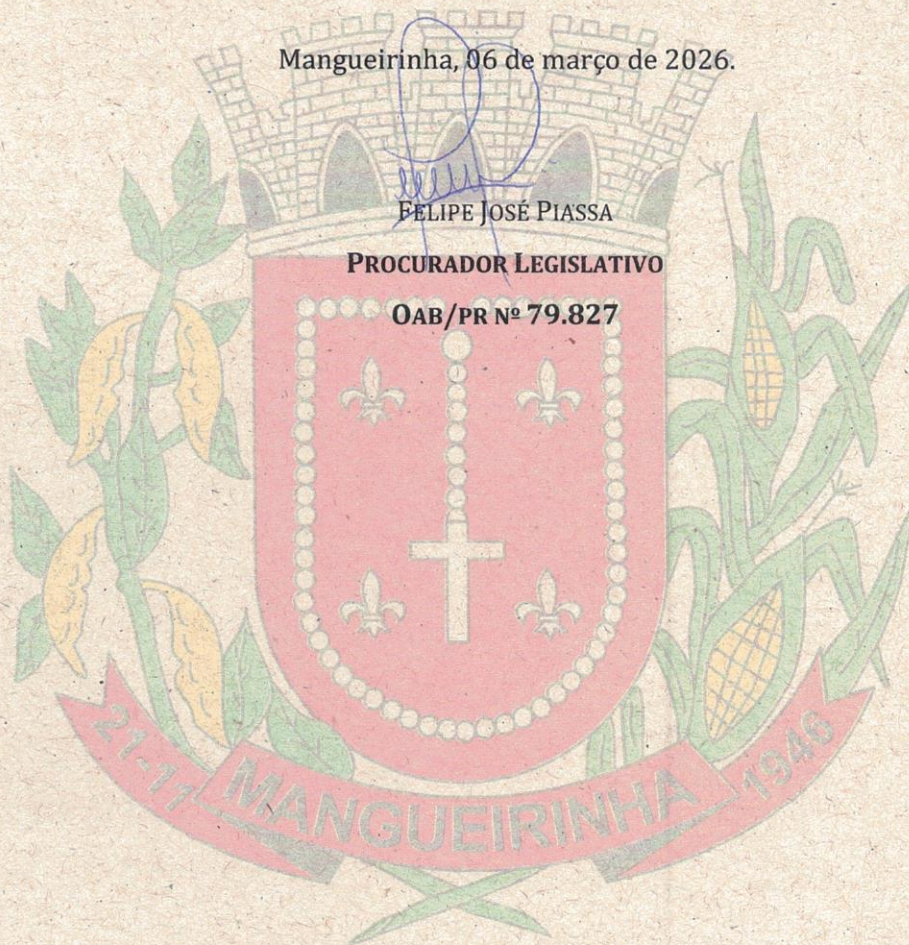 Mangueirinha, 06 de março de 2026.
FELIPE JOSÉ PIASSA
PROCURADOR LEGISLATIVO
OAB/PR Nº 79.827
21-11 MANGUEIRINHA 1946